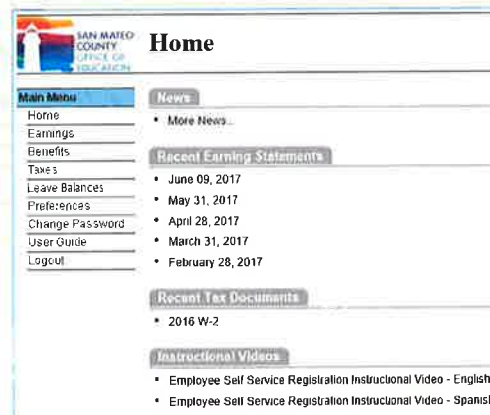 SAN MATEO
COUNTY
OFFICE OF
EDUCATION
Home
Main Menu
Home
Earnings
Benefits
Taxes
Leave Balances
Preferences
Change Password
User Guide
Logout
News
• More News...
Recent Earning Statements
• June 09, 2017
• May 31, 2017
• April 28, 2017
• March 31, 2017
• February 28, 2017
Recent Tax Documents
• 2016 W-2
Instructional Videos
• Employee Self Service Registration Instructional Video - English
• Employee Self Service Registration Instructional Video - Spanish